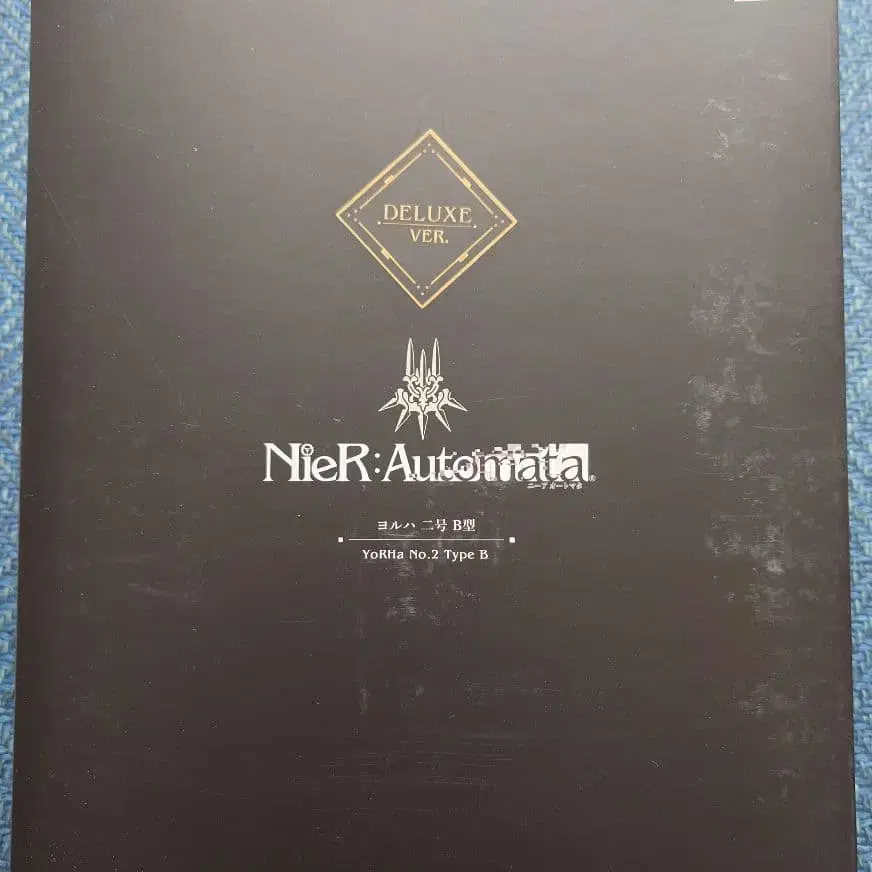 DELUXE
VER.
NieR:Automata®
ニーア オートマタ
ヨルハ 二号 B型
YoRHa No.2 Type B